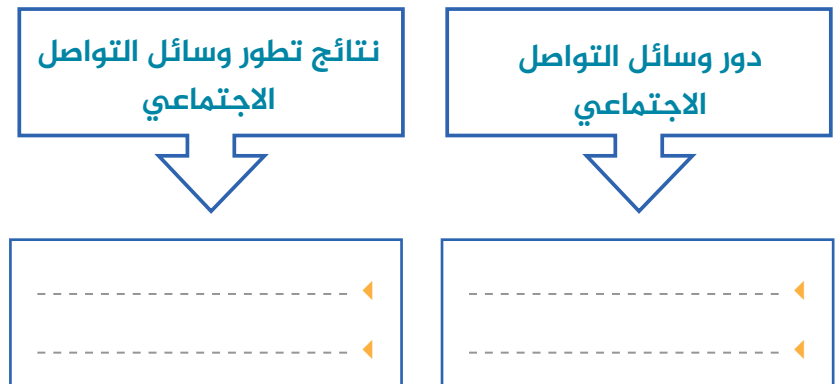 دور وسائل التواصل
الاجتماعي
نتائج تطور وسائل التواصل
الاجتماعي